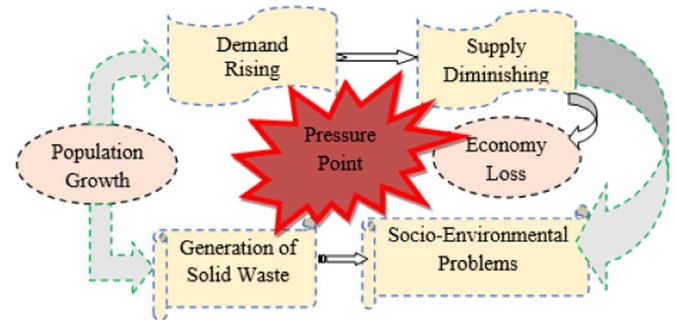 Demand
Rising
Supply
Diminishing
Pressure
Point
Population
Growth
Economy
Loss
Generation of
Solid Waste
Socio-Environmental
Problems